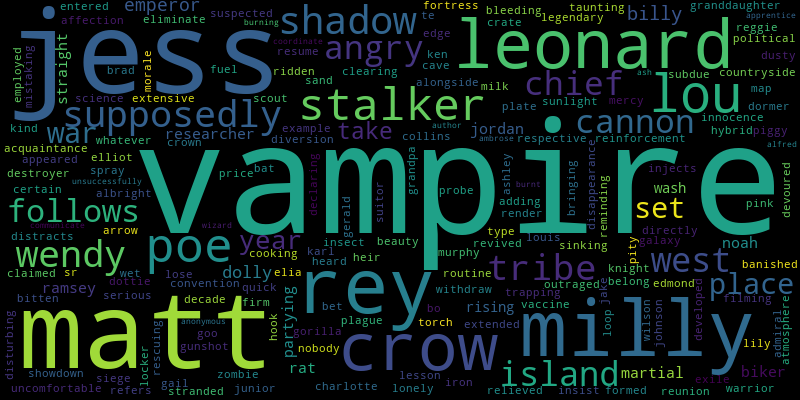 entered
emperor
suspected
burning
fortress
bleeding
taunting
granddaughter
apprentice
affection
eliminate
shadow
te
crate
legendary
billy
reggie
political
jess
straight
brad
resume
coordinate
angry
edge
ken
cave
leonard
subdue
countryside
dusty
employed
mistaking
morale
fuel
ridden
clearing
alongside
milk
chief
sunlight
mercy
ash
lou
map
dormer
science
extensive
scout
sand
stalker
plate
innocence
hybrid
piggy
supposedly
kind
whatever
war
researcher
crown
example
diversion
take
collins
author
ambrose
jordan
cannon
respective
reinforcement
alfred
acquaintance
appeared
elliot
destroyer
spray
unsuccessfully
certain
albright
price
bat
declaring
grandpa
probe
burnt
ashley
bringing
disappearance
injects
wash
pink
devoured
vampire
follows
communicate
arrow
wizard
gerald
suitor
adding
render
reminding
set
distracts
poe
year
karl
heard
insect
heir
beauty
murphy
type
revived
louis
sinking
pity
directly
galaxy
noah
wendy
claimed
sr
wet
lose
cooking
dolly
elia
rey
routine
tribe
outraged
knight
belong
west
edmond
banished
bitten
ramsey
dottie
serious
convention
decade
quick
firm
bet
plague
bo
torch
withdraw
rising
extended
trapping
vaccine
jake
loop
place
filming
disturbing
matt
anonymous
goo
gunshot
rescuing
hook
partying
gorilla
nobody
crow
milly
willson
johnson
developed
lily
admiral
atmosphere
showdown
siege
refers
uncomfortable
locker
gail
stranded
zombie
junior
rat
charlotte
lesson
lonely
iron
island
relieved
insist
formed
martial
reunion
exile
biker
warrior